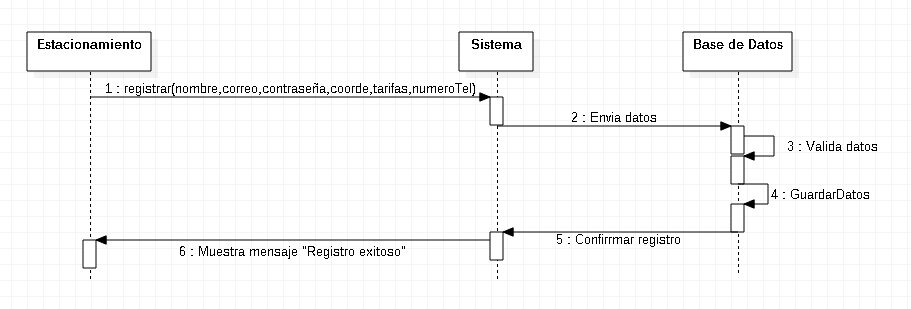 Estacionamiento
Sistema
Base de Datos
1 : registrar(nombre,correo,contraseña,coorde,tarifas,numeroTel)
2 : Envia datos
3 : Valida datos
4 : GuardarDatos
5 : Confirrmar registro
6 : Muestra mensaje "Registro exitoso"